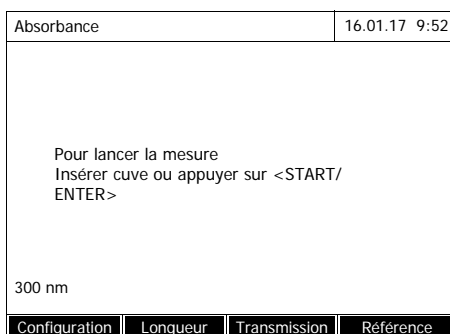 Absorbance 16.01.17 9:52
Pour lancer la mesure
Insérer cuve ou appuyer sur <START/
ENTER>
300 nm
Configuration Longueur Transmission Référence